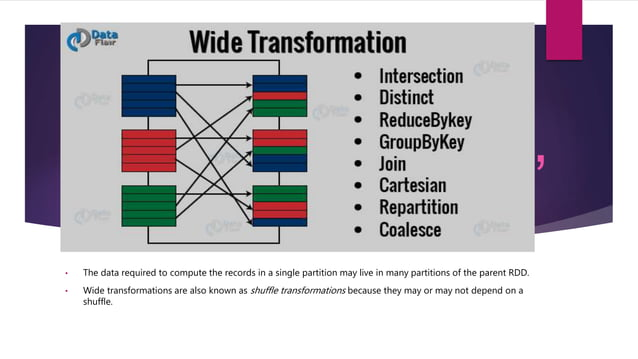 Data
Flair
Wide Transformation
• Intersection
• Distinct
• ReduceBykey
• GroupByKey
• Join
• Cartesian
• Repartition
• Coalesce
,
• The data required to compute the records in a single partition may live in many partitions of the parent RDD.
• Wide transformations are also known as shuffle transformations because they may or may not depend on a
shuffle.